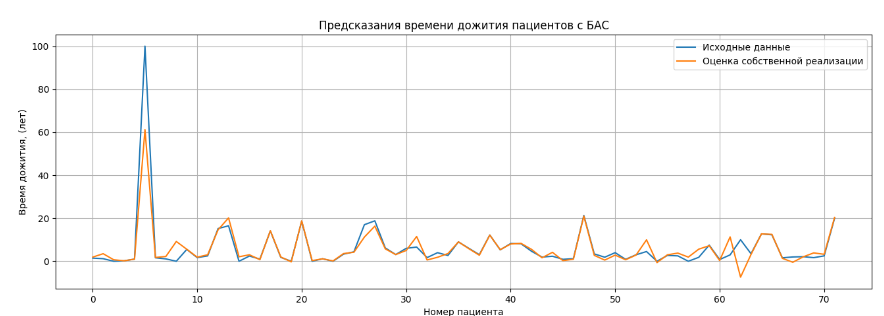 Предсказания времени дожития пациентов с БАС
Исходные данные
Оценка собственной реализации
Время дожития, (лет)
100
80
60
40
20
0
0 10 20 30 40 50 60 70
Номер пациента